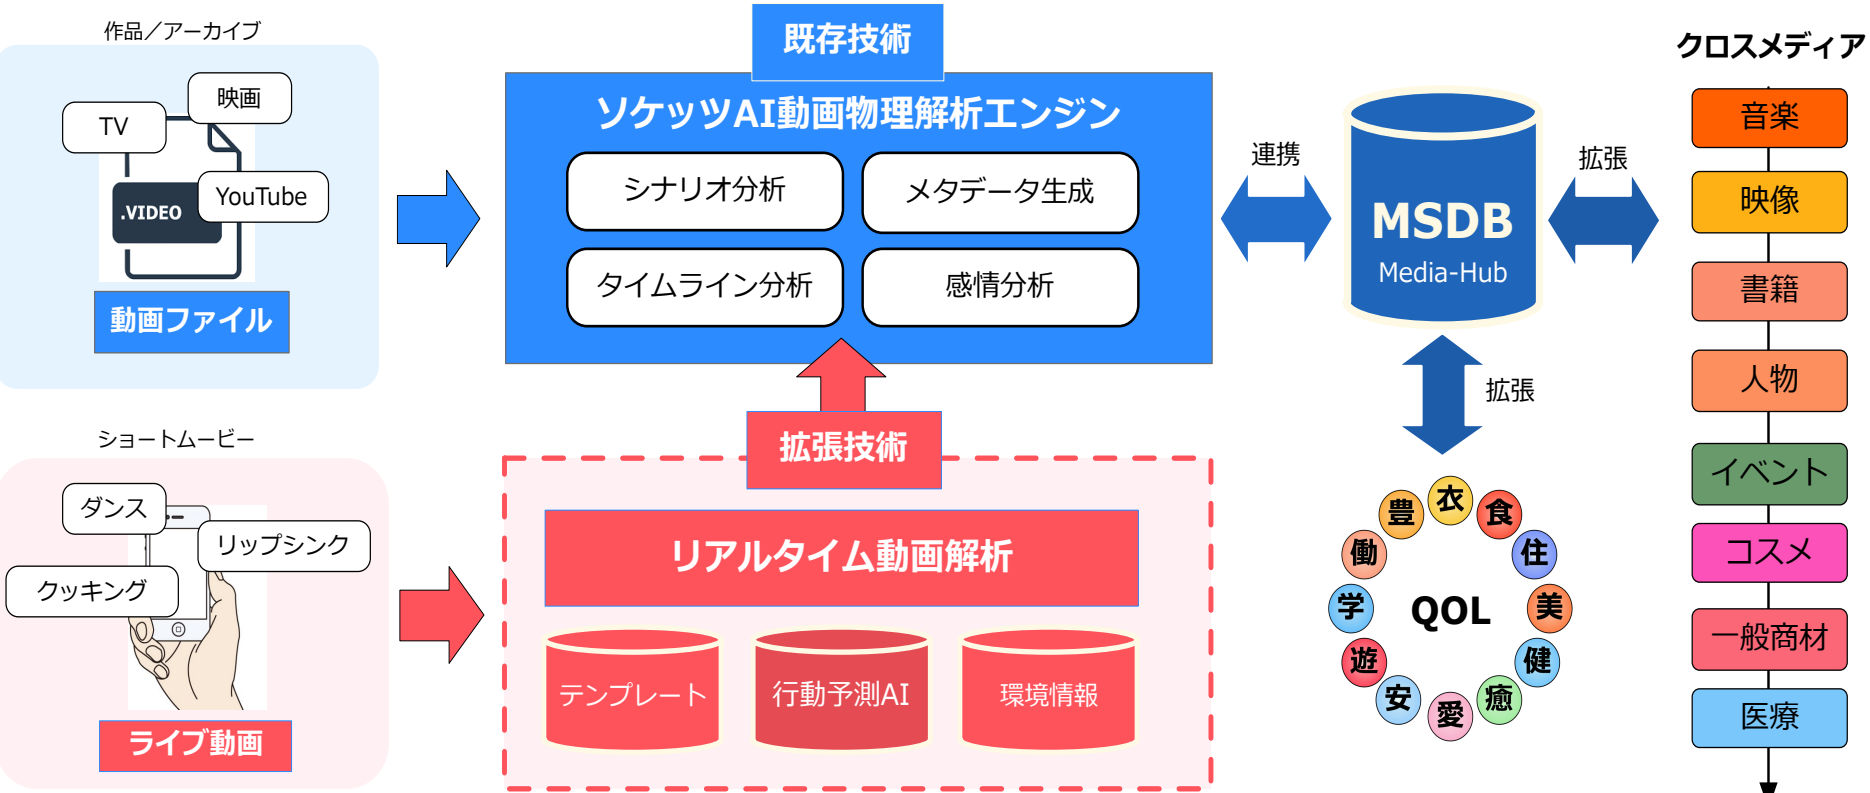 作品／アーカイブ
映画
TV
YouTube
.VIDEO
動画ファイル
既存技術
ソケッツAI動画物理解析エンジン
シナリオ分析
メタデータ生成
タイムライン分析
感情分析
連携
MSDB
Media-Hub
拡張
拡張
クロスメディア
音楽
映像
書籍
人物
イベント
コスメ
一般商材
医療
ショートムービー
ダンス
リップシンク
クッキング
ライブ動画
拡張技術
リアルタイム動画解析
テンプレート
行動予測AI
環境情報
QOL
衣
食
住
美
健
癒
愛
安
遊
学
働
豊